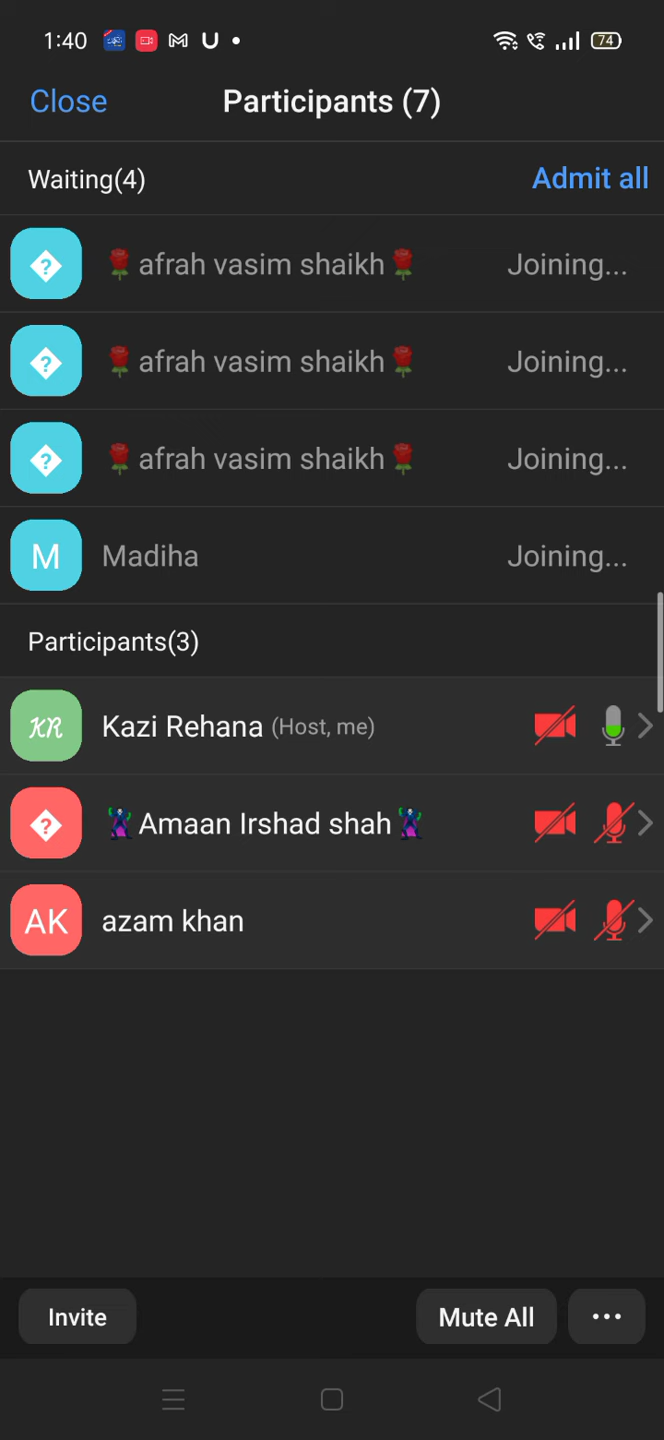 1:40 74
Close Participants (7)
Waiting(4) Admit all
? 🌹afrah vasim shaikh🌹 Joining...
? 🌹afrah vasim shaikh🌹 Joining...
? 🌹afrah vasim shaikh🌹 Joining...
M Madiha Joining...
Participants(3)
KR Kazi Rehana (Host, me)
? 🦹Amaan Irshad shah🦹
AK azam khan
Invite Mute All ...